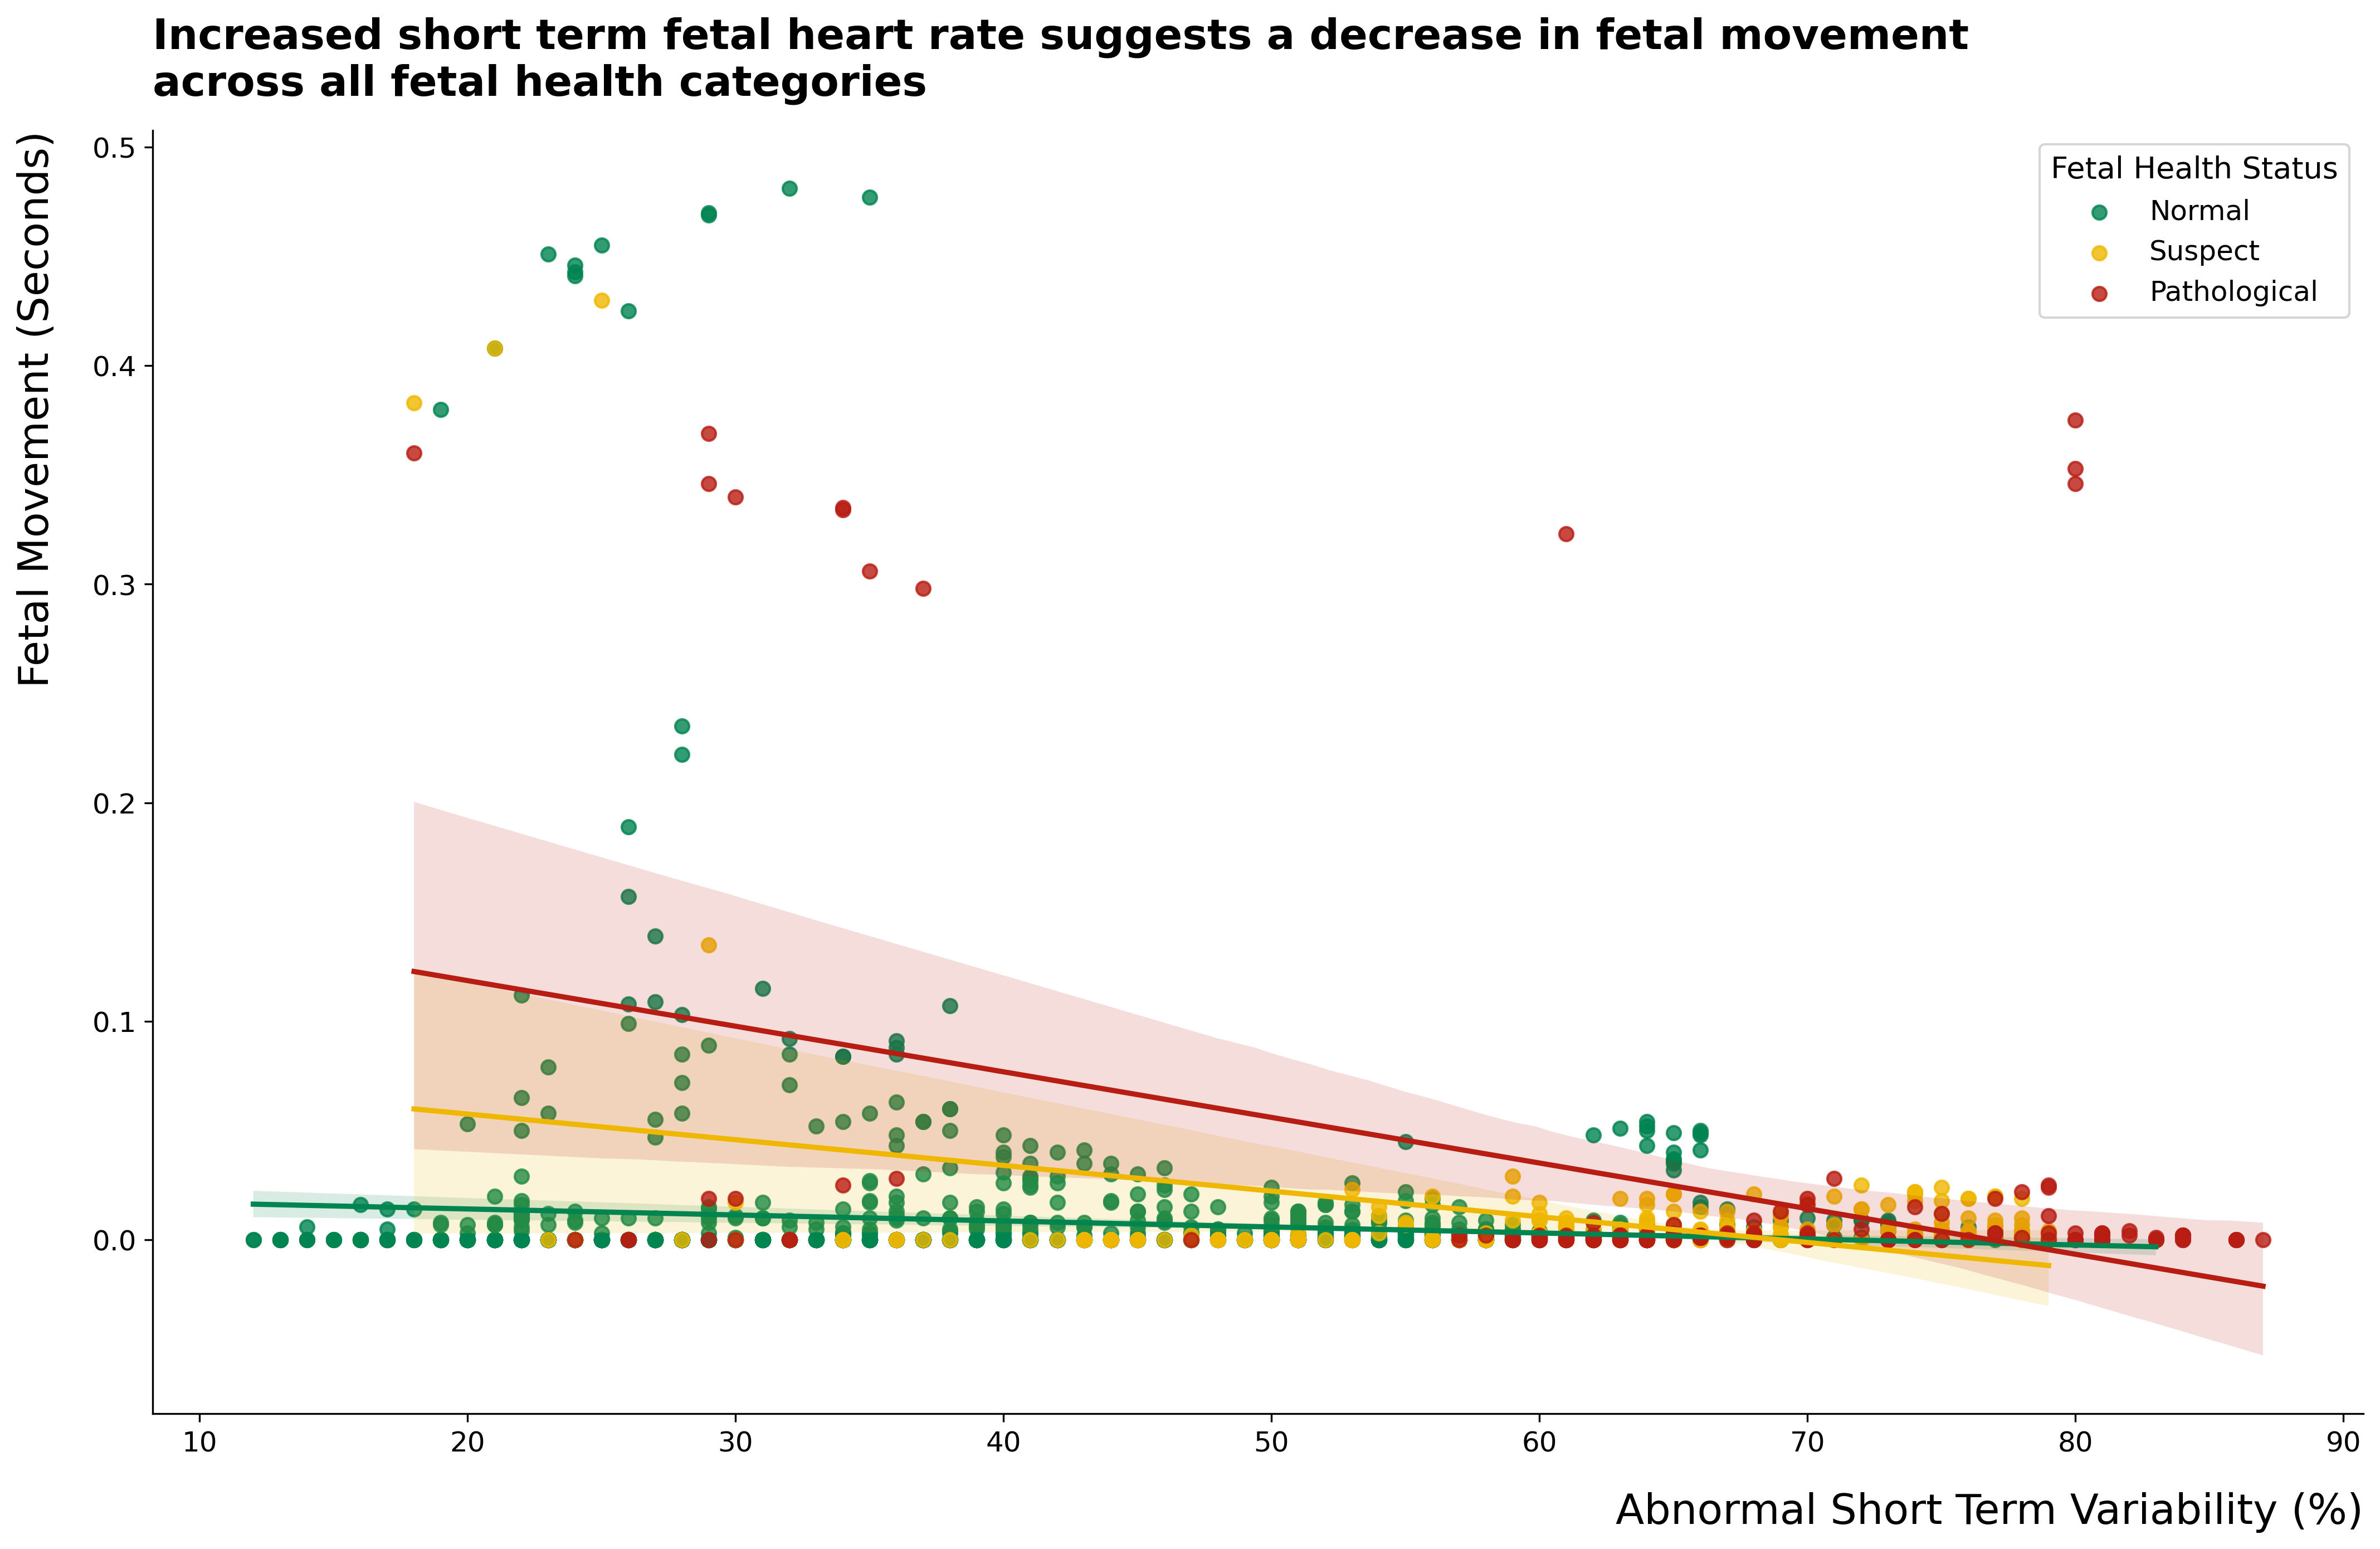 Increased short term fetal heart rate suggests a decrease in fetal movement
across all fetal health categories
Fetal Movement (Seconds)
0.5
0.4
0.3
0.2
0.1
0.0
Fetal Health Status
Normal
Suspect
Pathological
10 20 30 40 50 60 70 80 90
Abnormal Short Term Variability (%)